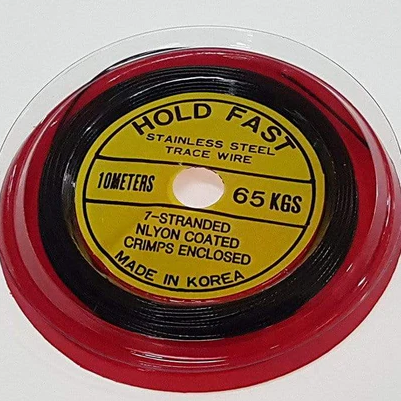 HOLD FAST
STAINLESS STEEL
TRACE WIRE
10METERS
65 KGS
7-STRANDED
NLYON COATED
CRIMPS ENCLOSED
MADE IN KOREA